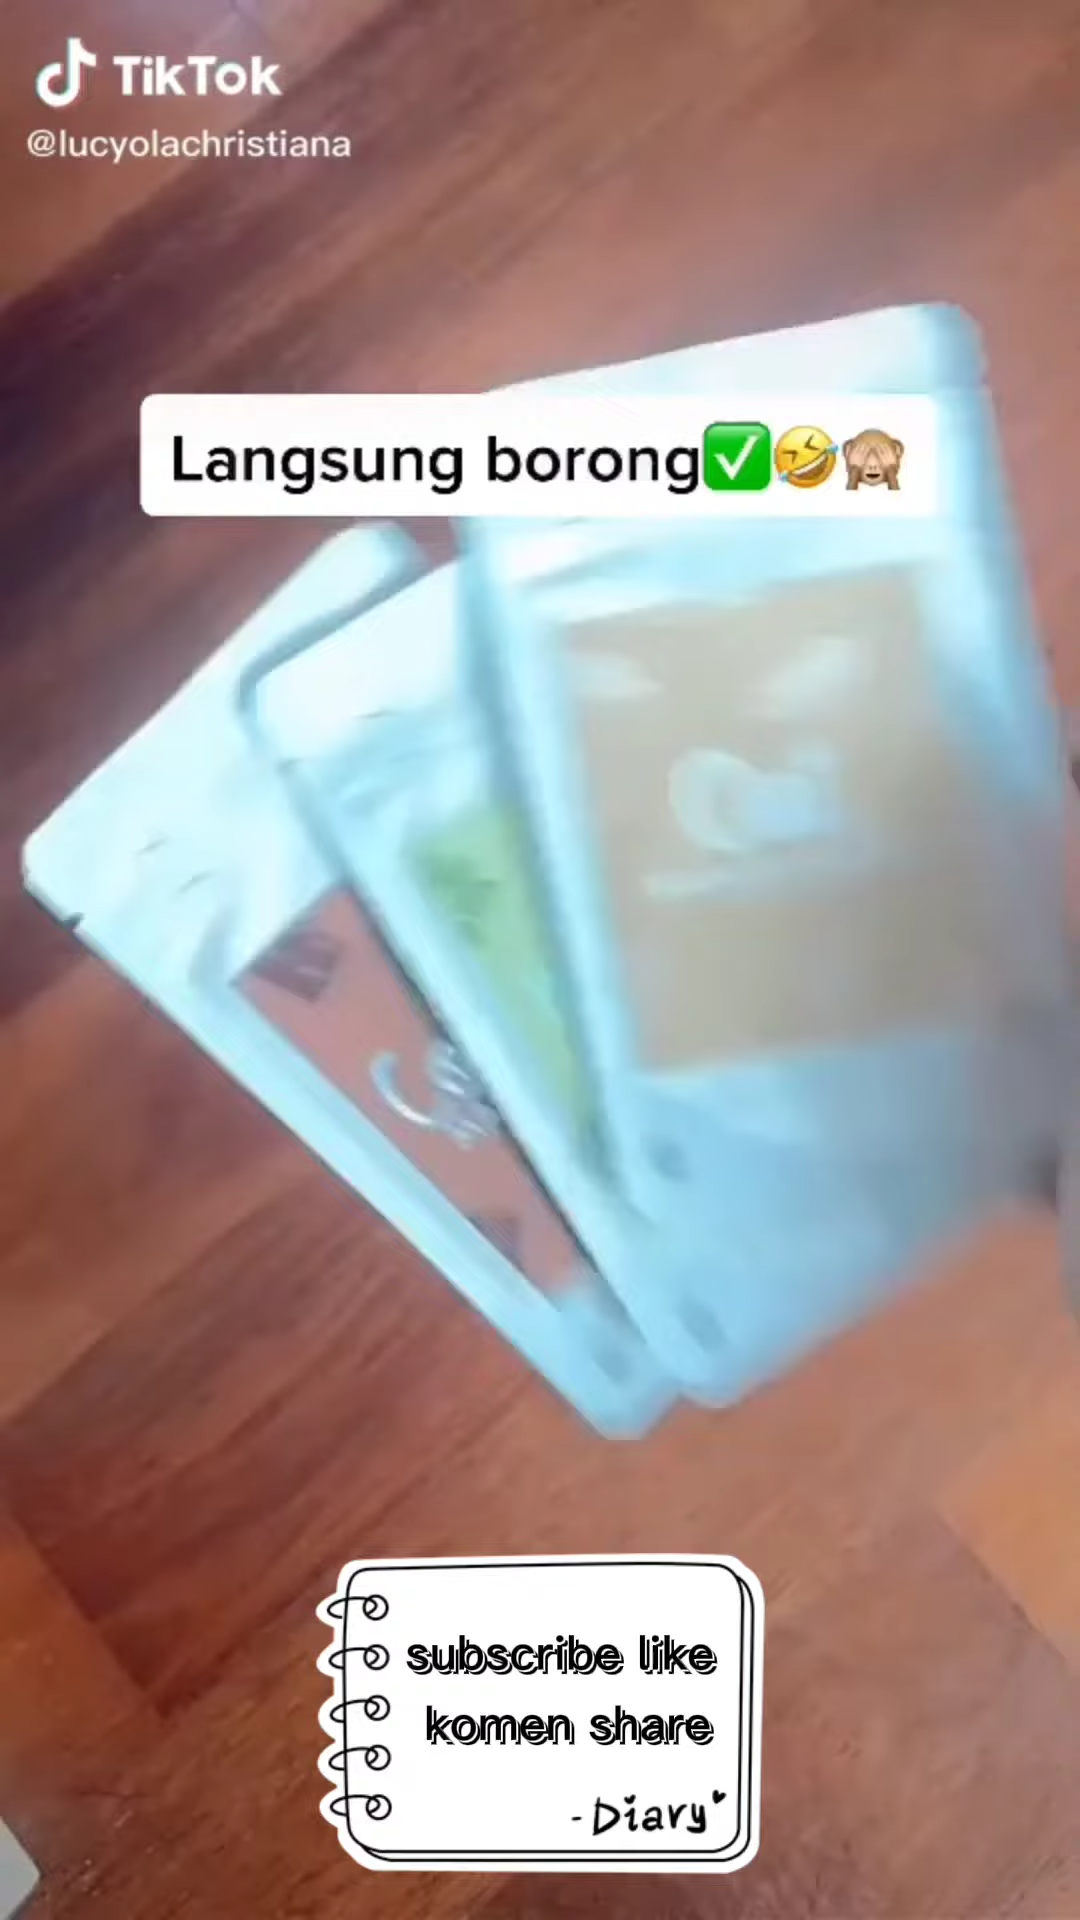 TikTok
@lucyolachristiana
Langsung borong✅🤣🙈
subscribe like
komen share
-Diary